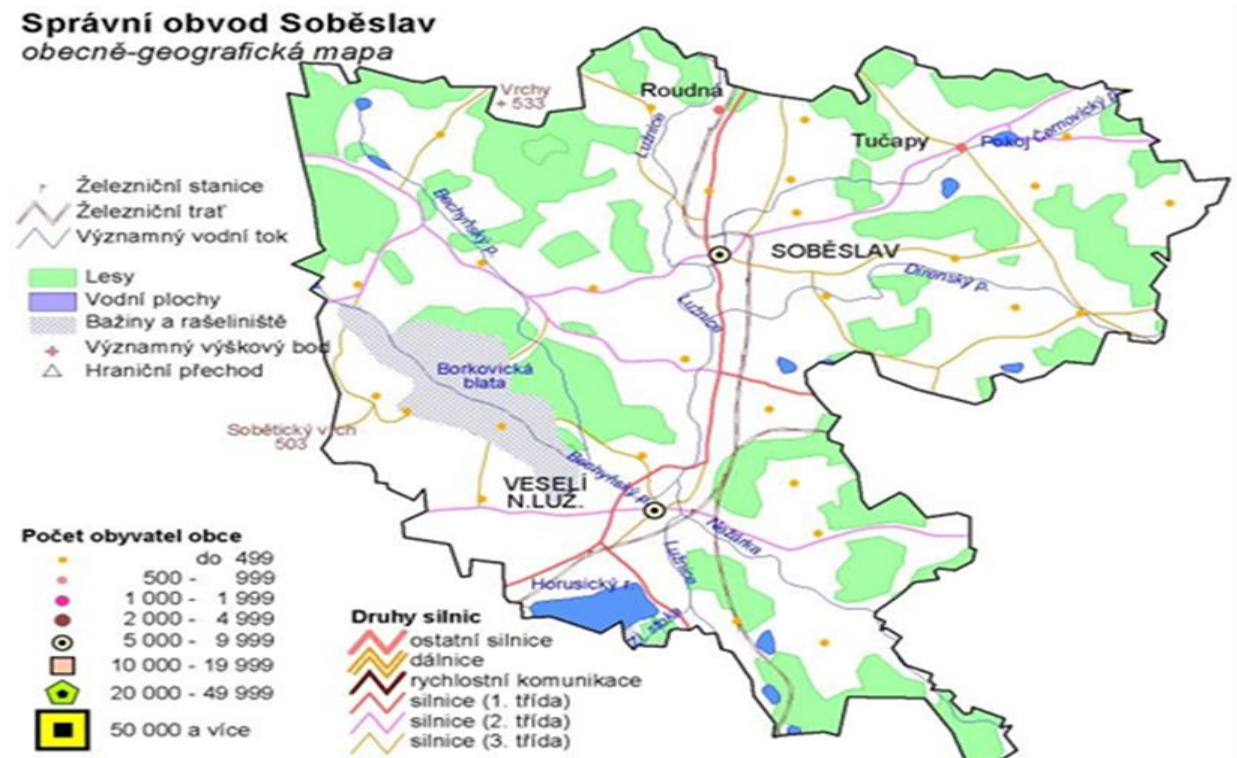 Správní obvod Soběslav
obecně-geografická mapa
Vrchy
+ 533
Roudná
Lužnice
Tučapy
Pokoj
Černovický p.
Železniční stanice
Železniční trať
Významný vodní tok
Bechyňský p.
SOBĚSLAV
Dírenský p.
Lesy
Vodní plochy
Bažiny a rašeliniště
Významný výškový bod
Hraniční přechod
Lužnice
Borkovická
blata
Sobětický vrch
503
VESELÍ
N.LUŽ.
Bechyňský p.
Nežárka
Lužnice
Horusický r.
Zl. stoka
Počet obyvatel obce
do 499
500 - 999
1 000 - 1 999
2 000 - 4 999
5 000 - 9 999
10 000 - 19 999
20 000 - 49 999
50 000 a více
Druhy silnic
ostatní silnice
dálnice
rychlostní komunikace
silnice (1. třída)
silnice (2. třída)
silnice (3. třída)